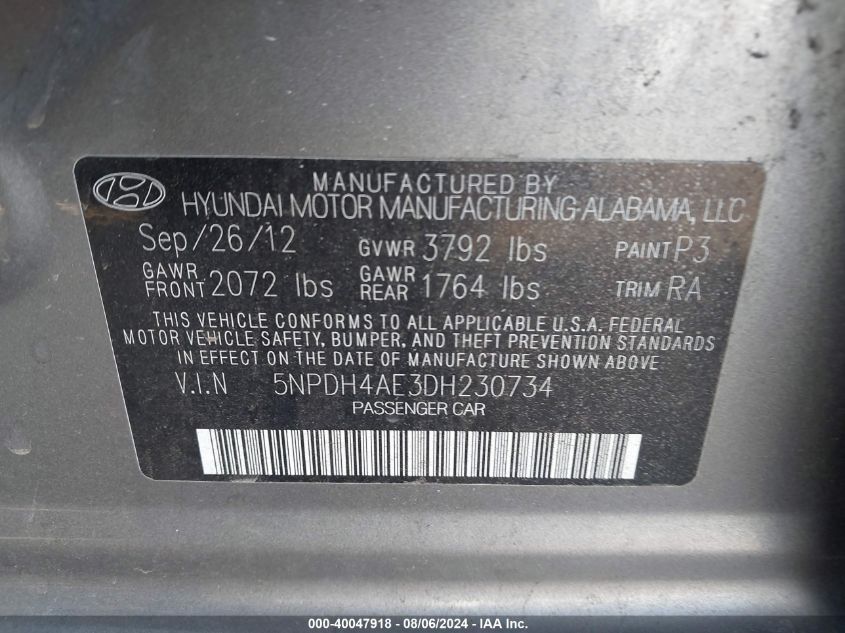 MANUFACTURED BY
HYUNDAI MOTOR MANUFACTURING ALABAMA, LLC
Sep/26/12 GVWR 3792 lbs PAINT P3
GAWR FRONT 2072 lbs GAWR REAR 1764 lbs TRIM RA
THIS VEHICLE CONFORMS TO ALL APPLICABLE U.S.A. FEDERAL
MOTOR VEHICLE SAFETY, BUMPER, AND THEFT PREVENTION STANDARDS
IN EFFECT ON THE DATE OF MANUFACTURE SHOWN ABOVE
V.I.N 5NPDH4AE3DH230734
PASSENGER CAR
000-40047918 - 08/06/2024 - IAA Inc.